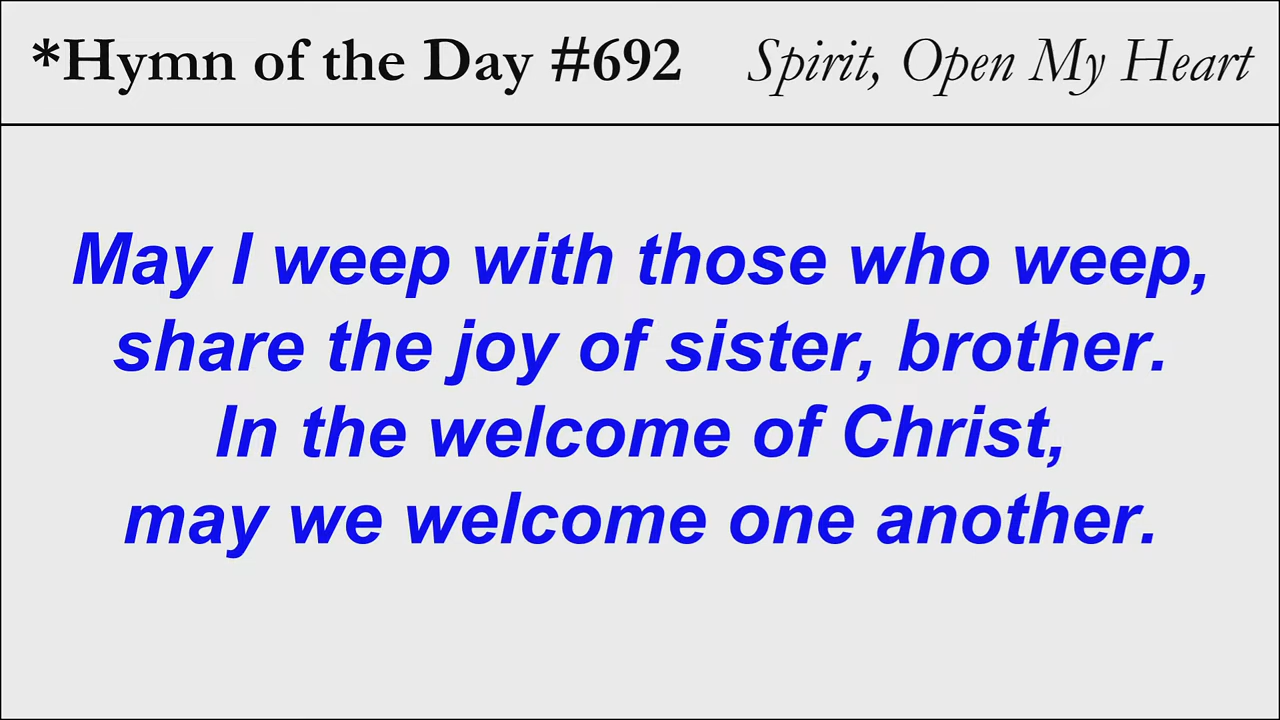 *Hymn of the Day #692 Spirit, Open My Heart
May I weep with those who weep,
share the joy of sister, brother.
In the welcome of Christ,
may we welcome one another.